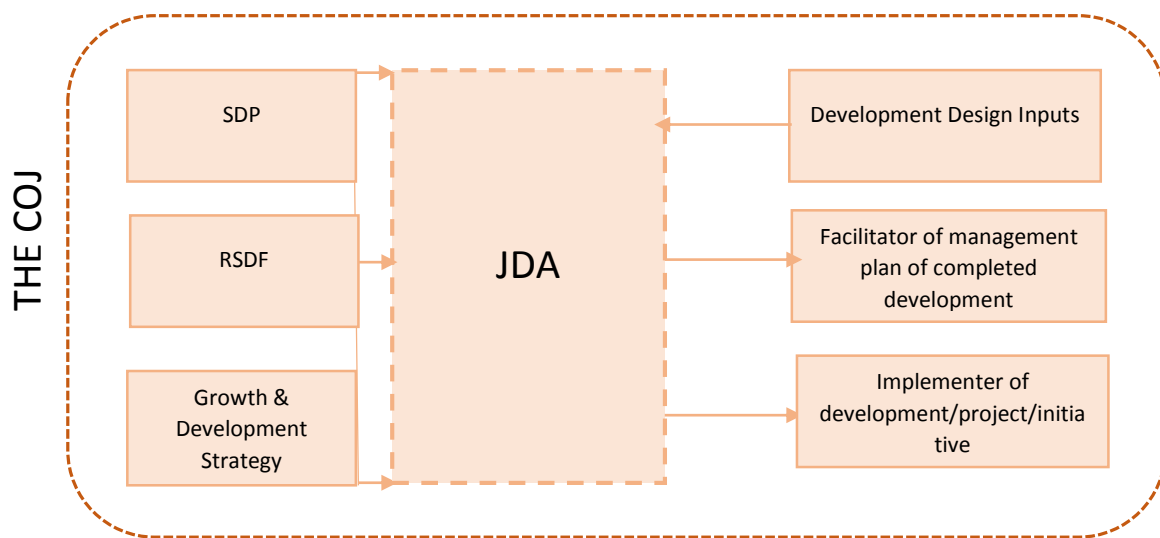 THE COJ
SDP
RSDF
Growth &
Development
Strategy
JDA
Development Design Inputs
Facilitator of management
plan of completed
development
Implementer of
development/project/initia
tive